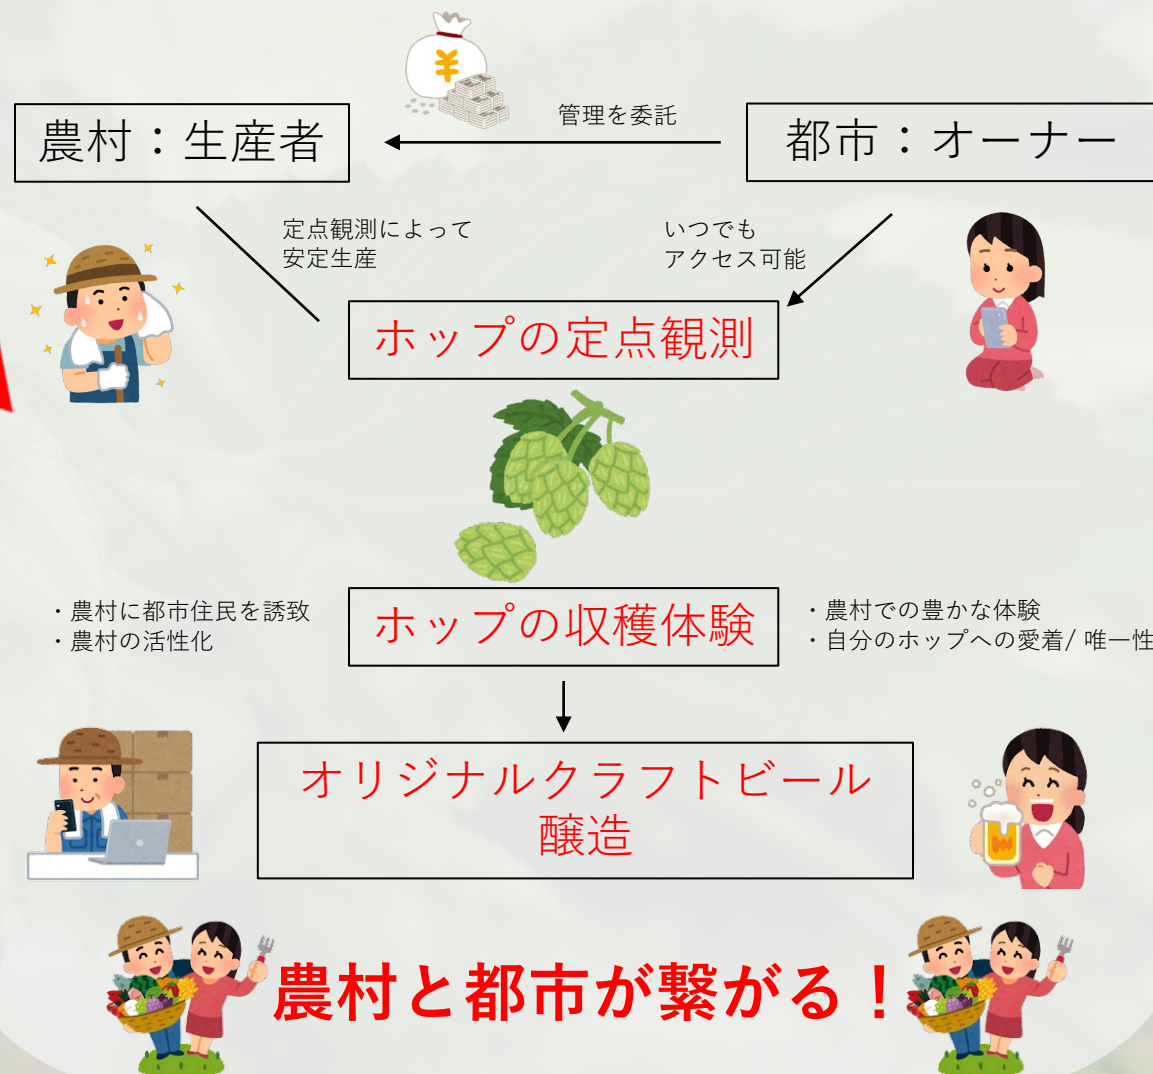 ¥
管理を委託
農村：生産者
都市：オーナー
定点観測によって
安定生産
いつでも
アクセス可能
ホップの定点観測
・農村に都市住民を誘致
・農村の活性化
ホップの収穫体験
・農村での豊かな体験
・自分のホップへの愛着/ 唯一性
オリジナルクラフトビール
醸造
農村と都市が繋がる！